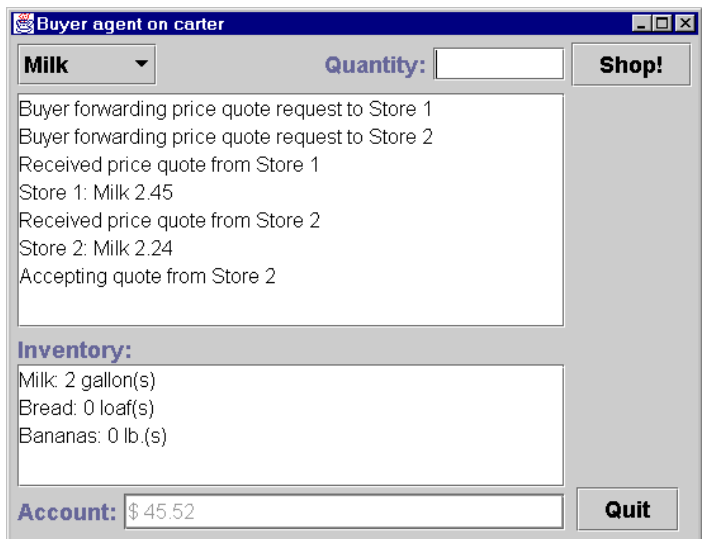 Buyer agent on carter
Milk Quantity: Shop!
Buyer forwarding price quote request to Store 1
Buyer forwarding price quote request to Store 2
Received price quote from Store 1
Store 1: Milk 2.45
Received price quote from Store 2
Store 2: Milk 2.24
Accepting quote from Store 2
Inventory:
Milk: 2 gallon(s)
Bread: 0 loaf(s)
Bananas: 0 lb.(s)
Account: $ 45.52 Quit